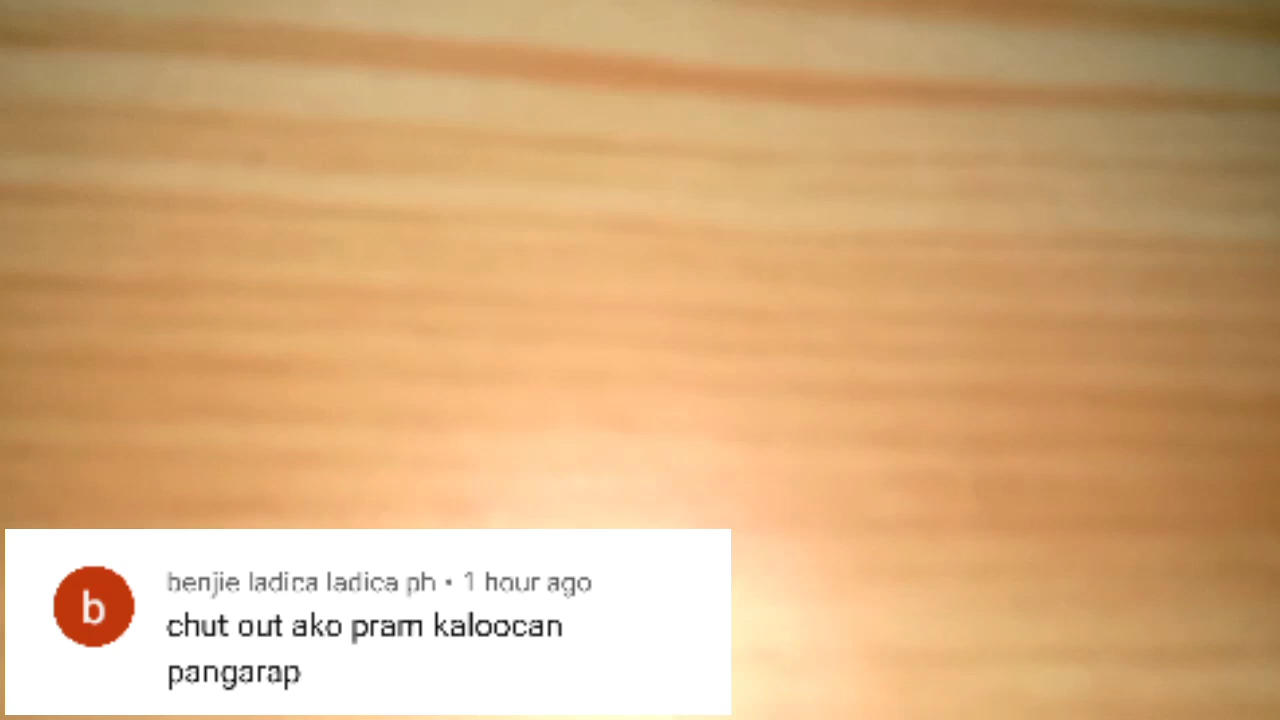 b
benjie ladica ladica ph • 1 hour ago
chut out ako pram kaloocan
pangarap